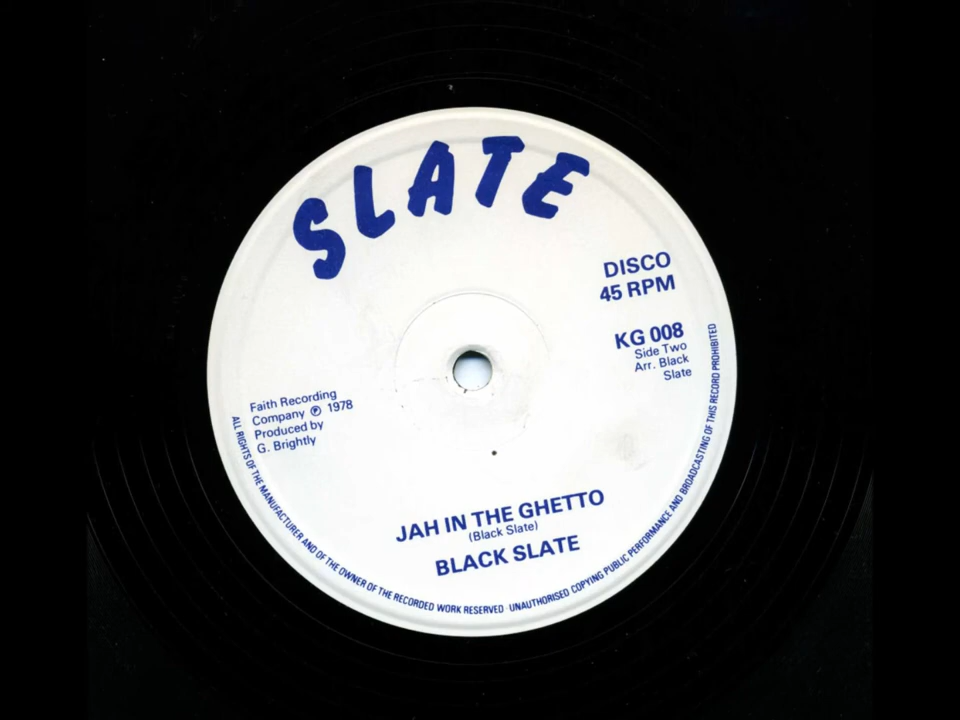 SLATE
DISCO
45 RPM
KG 008
Side Two
Arr. Black
Slate
Faith Recording
Company ℗ 1978
Produced by
G. Brightly
JAH IN THE GHETTO
(Black Slate)
BLACK SLATE
ALL RIGHTS OF THE MANUFACTURER AND OF THE OWNER OF THE RECORDED WORK RESERVED · UNAUTHORISED COPYING PUBLIC PERFORMANCE AND BROADCASTING OF THIS RECORD PROHIBITED